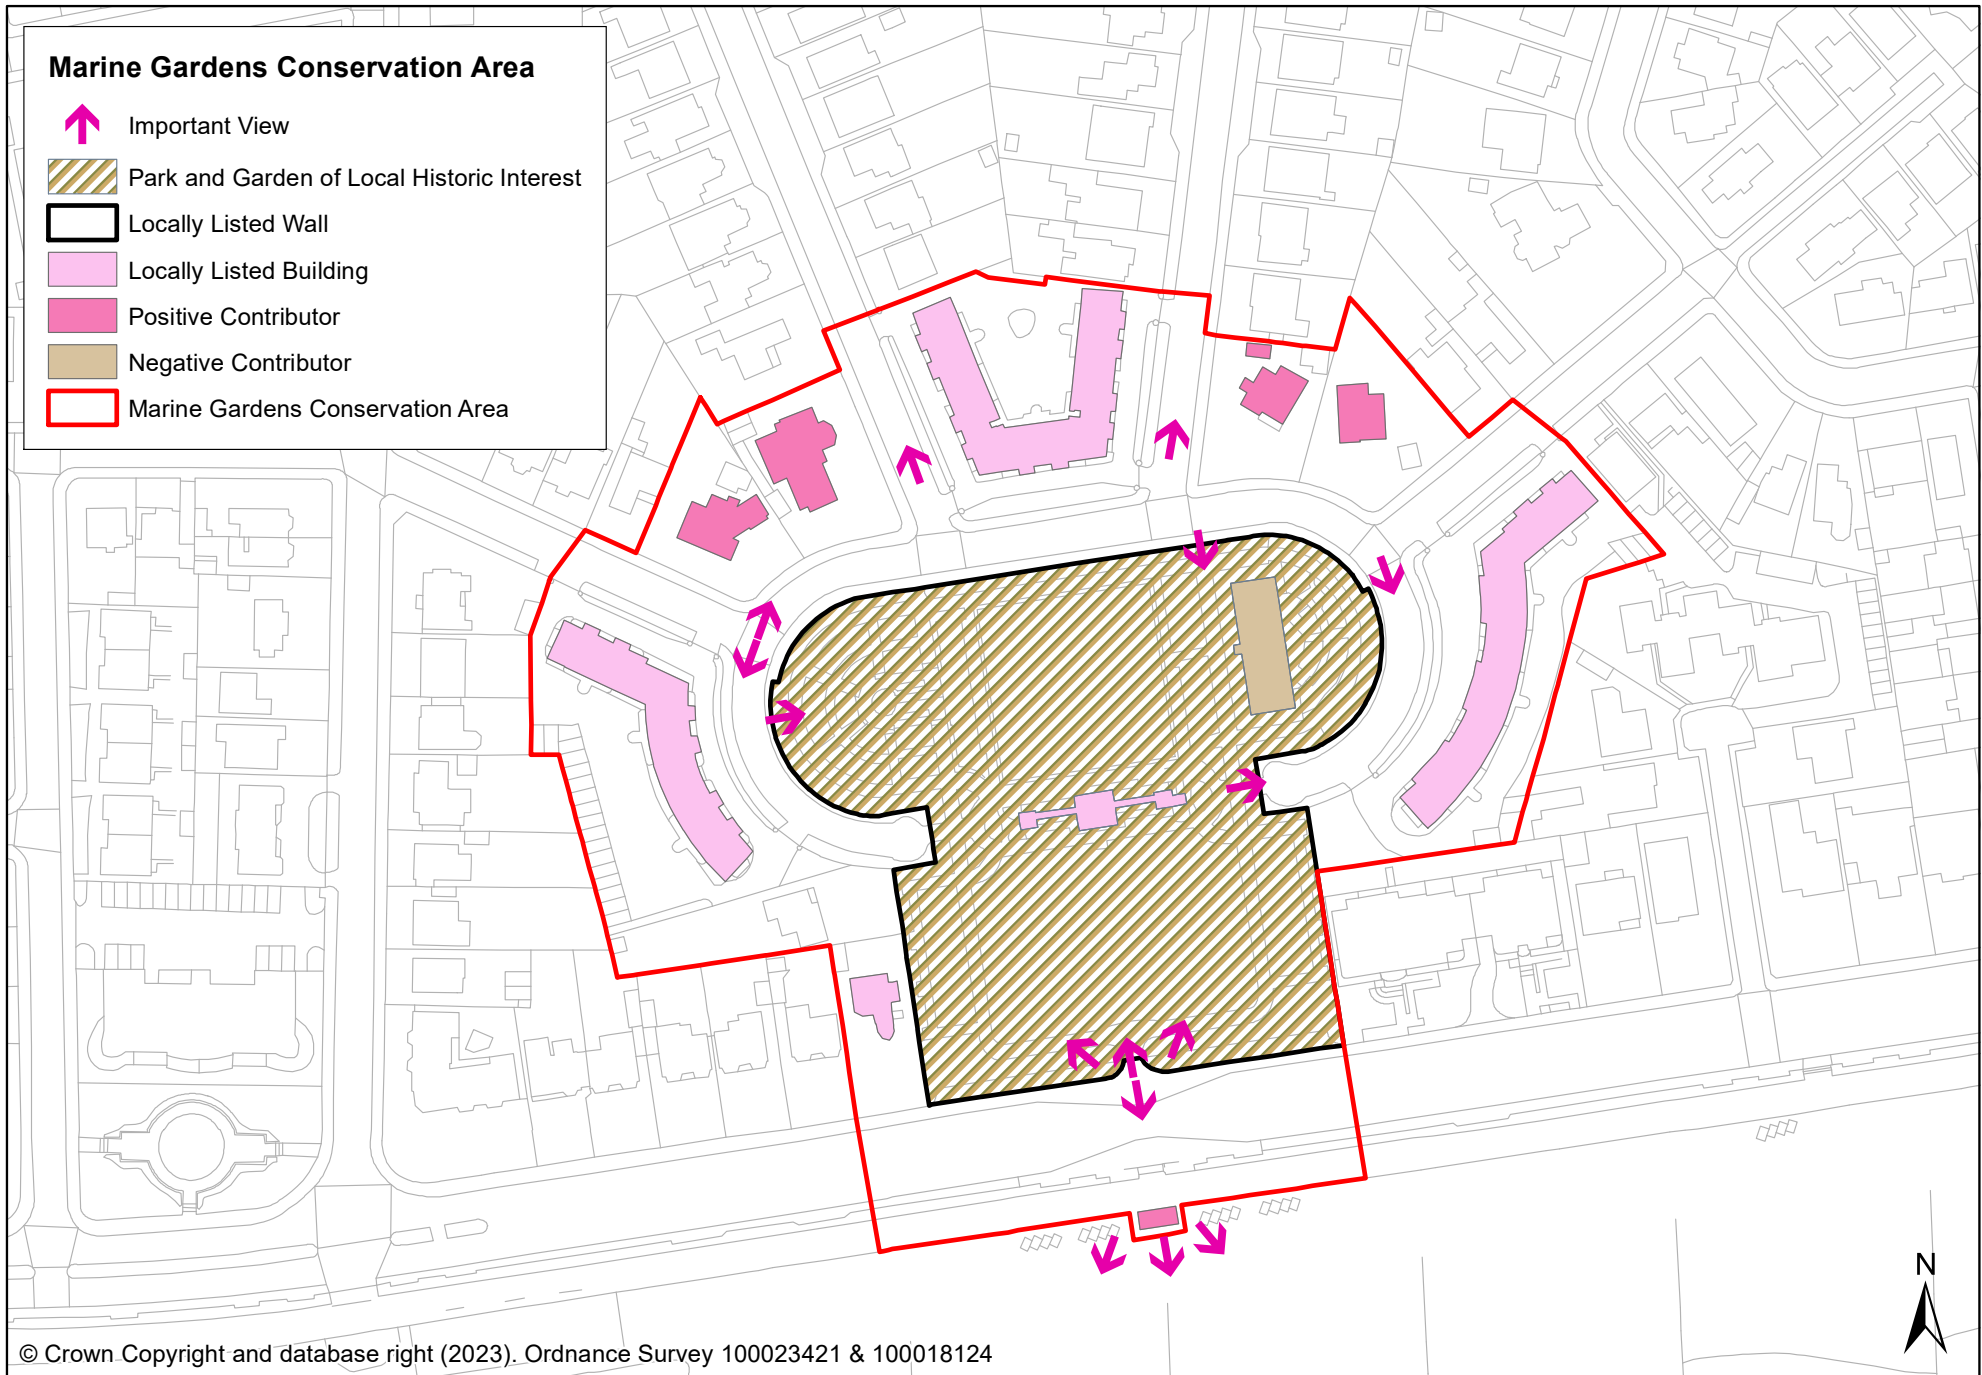 Marine Gardens Conservation Area
Important View
Park and Garden of Local Historic Interest
Locally Listed Wall
Locally Listed Building
Positive Contributor
Negative Contributor
Marine Gardens Conservation Area
N
© Crown Copyright and database right (2023). Ordnance Survey 100023421 & 100018124